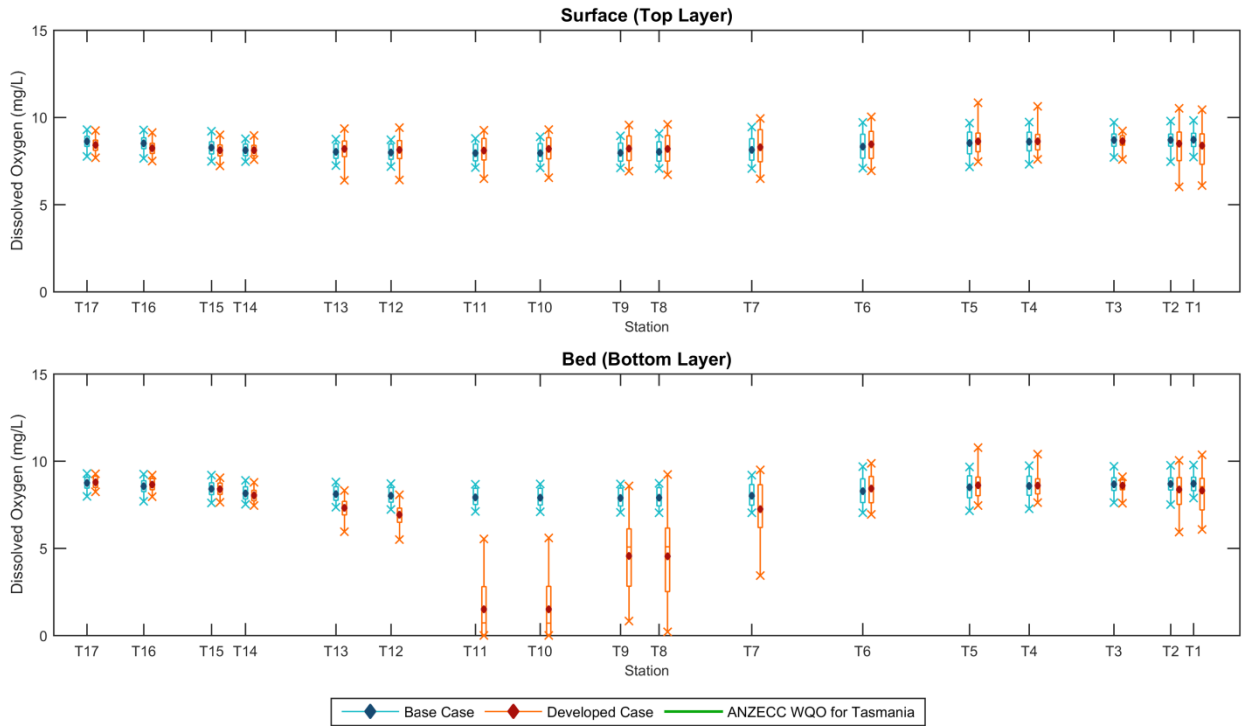 Surface (Top Layer)
Dissolved Oxygen (mg/L)
15
10
5
0
T17 T16 T15 T14 T13 T12 T11 T10 T9 T8 T7 T6 T5 T4 T3 T2 T1
Station
Bed (Bottom Layer)
Dissolved Oxygen (mg/L)
15
10
5
0
T17 T16 T15 T14 T13 T12 T11 T10 T9 T8 T7 T6 T5 T4 T3 T2 T1
Station
Base Case Developed Case ANZECC WQO for Tasmania